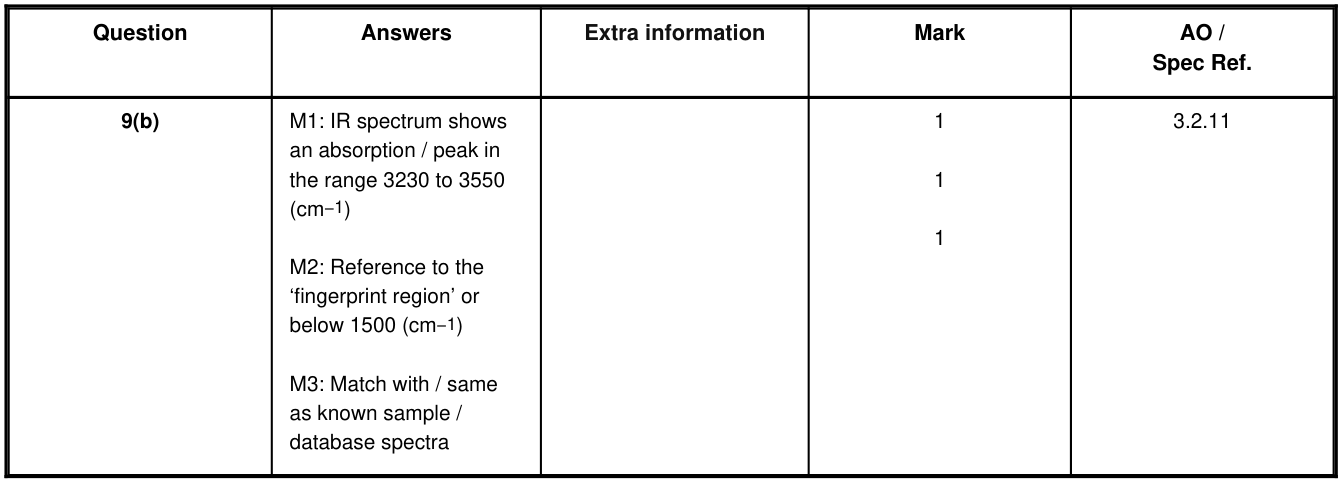 Question Answers Extra information Mark AO /
Spec Ref.
9(b) M1: IR spectrum shows 1 3.2.11
an absorption / peak in
the range 3230 to 3550 1
(cm–1)
1
M2: Reference to the
‘fingerprint region’ or
below 1500 (cm–1)
M3: Match with / same
as known sample /
database spectra